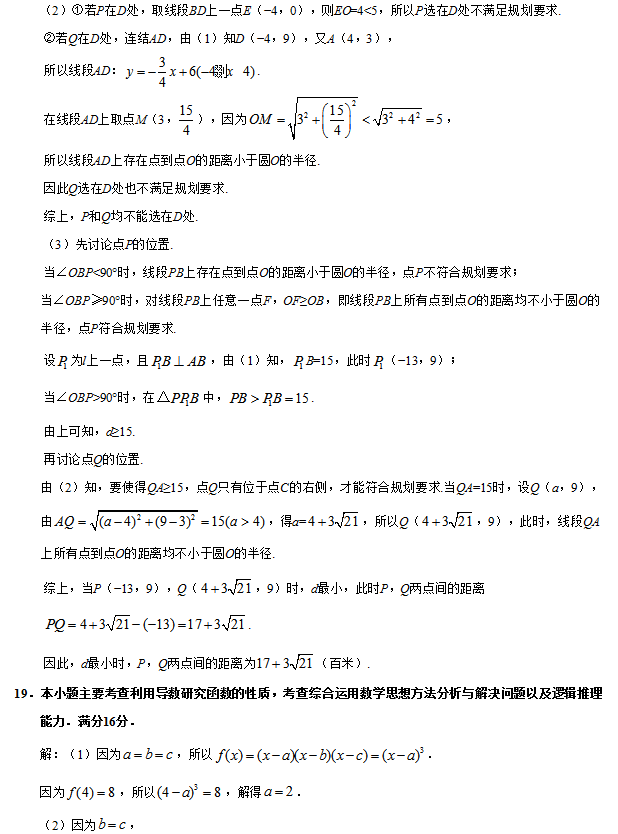 （2）①若P在D处，取线段BD上一点E（−4，0），则EO=4<5，所以P选在D处不满足规划要求.
②若Q在D处，连结AD，由（1）知D（−4，9），又A（4，3），
所以线段AD：y = −3/4 x + 6(−4剟x 4).
在线段AD上取点M（3，15/4），因为OM = √(3² + (15/4)²) < √(3² + 4²) = 5，
所以线段AD上存在点到点O的距离小于圆O的半径.
因此Q选在D处也不满足规划要求.
综上，P和Q均不能选在D处.
（3）先讨论点P的位置.
当∠OBP<90°时，线段PB上存在点到点O的距离小于圆O的半径，点P不符合规划要求；
当∠OBP≥90°时，对线段PB上任意一点F，OF≥OB，即线段PB上所有点到点O的距离均不小于圆O的
半径，点P符合规划要求.
设P₁为l上一点，且P₁B ⊥ AB，由（1）知，P₁B=15，此时P₁（−13，9）；
当∠OBP>90°时，在△PP₁B中，PB > P₁B = 15.
由上可知，d≥15.
再讨论点Q的位置.
由（2）知，要使得QA≥15，点Q只有位于点C的右侧，才能符合规划要求.当QA=15时，设Q（a，9），
由AQ = √((a − 4)² + (9 − 3)²) = 15(a > 4)，得a= 4 + 3√21，所以Q（4 + 3√21，9），此时，线段QA
上所有点到点O的距离均不小于圆O的半径.
综上，当P（−13，9），Q（4 + 3√21，9）时，d最小，此时P，Q两点间的距离
PQ = 4 + 3√21 − (−13) = 17 + 3√21.
因此，d最小时，P，Q两点间的距离为17 + 3√21（百米）.
19．本小题主要考查利用导数研究函数的性质，考查综合运用数学思想方法分析与解决问题以及逻辑推理
能力．满分16分．
解：（1）因为a = b = c，所以f(x) = (x − a)(x − b)(x − c) = (x − a)³．
因为f(4) = 8，所以(4 − a)³ = 8，解得a = 2．
（2）因为b = c，